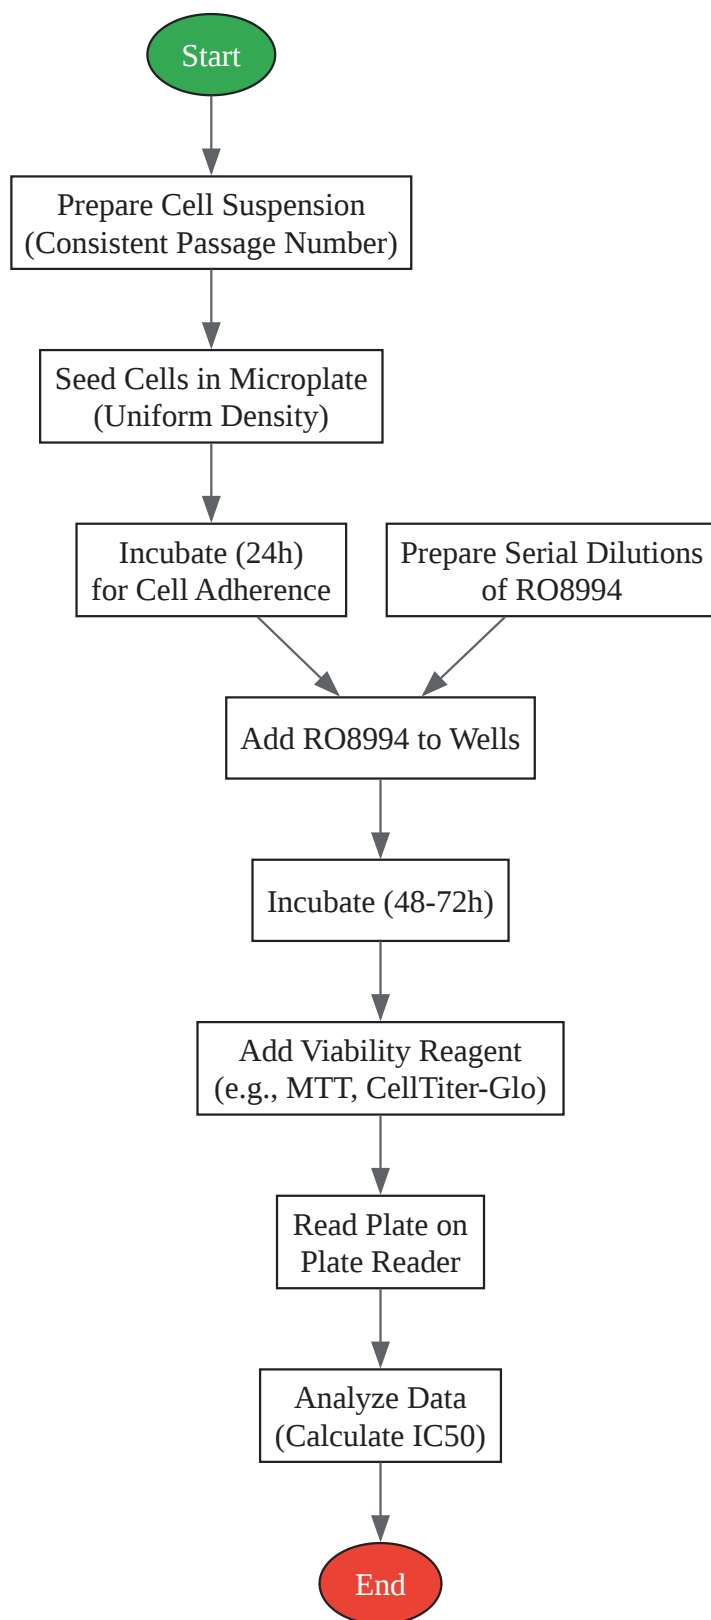 Start
Prepare Cell Suspension
(Consistent Passage Number)
Seed Cells in Microplate
(Uniform Density)
Incubate (24h)
for Cell Adherence
Prepare Serial Dilutions
of RO8994
Add RO8994 to Wells
Incubate (48-72h)
Add Viability Reagent
(e.g., MTT, CellTiter-Glo)
Read Plate on
Plate Reader
Analyze Data
(Calculate IC50)
End